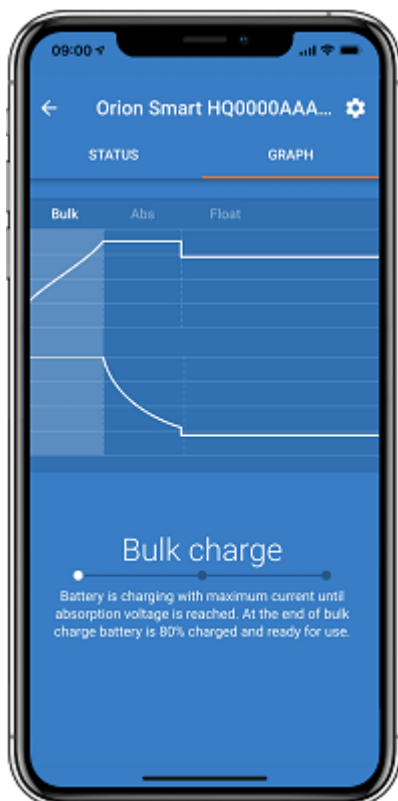 09:00
Orion Smart HQ0000AAA...
STATUS GRAPH
Bulk Abs Float
Bulk charge
Battery is charging with maximum current until
absorption voltage is reached. At the end of bulk
charge battery is 80% charged and ready for use.